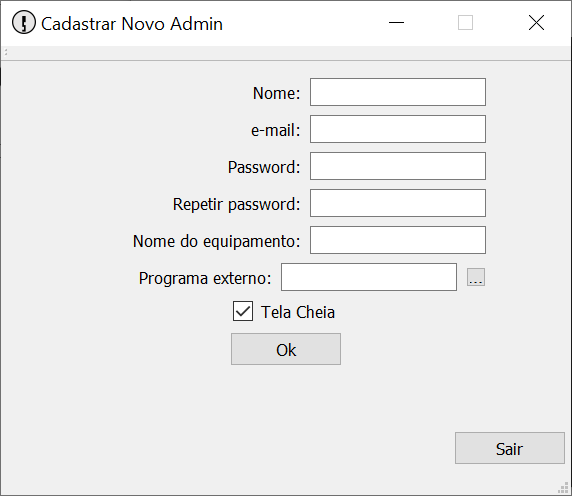 Cadastrar Novo Admin
Nome:
e-mail:
Password:
Repetir password:
Nome do equipamento:
Programa externo: ...
Tela Cheia
Ok
Sair